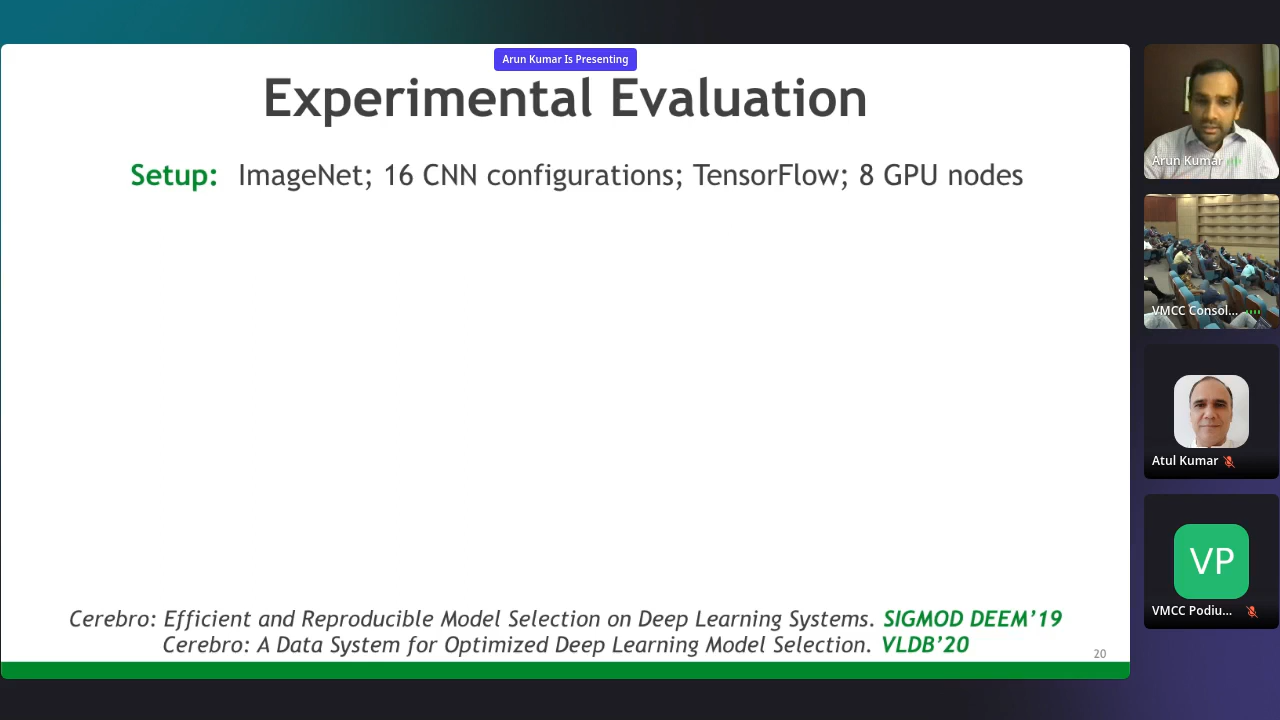 Arun Kumar Is Presenting
Experimental Evaluation
Setup: ImageNet; 16 CNN configurations; TensorFlow; 8 GPU nodes
Cerebro: Efficient and Reproducible Model Selection on Deep Learning Systems. SIGMOD DEEM’19
Cerebro: A Data System for Optimized Deep Learning Model Selection. VLDB’20
20
Arun Kumar
VMCC Consol...
Atul Kumar
VP
VMCC Podiu...